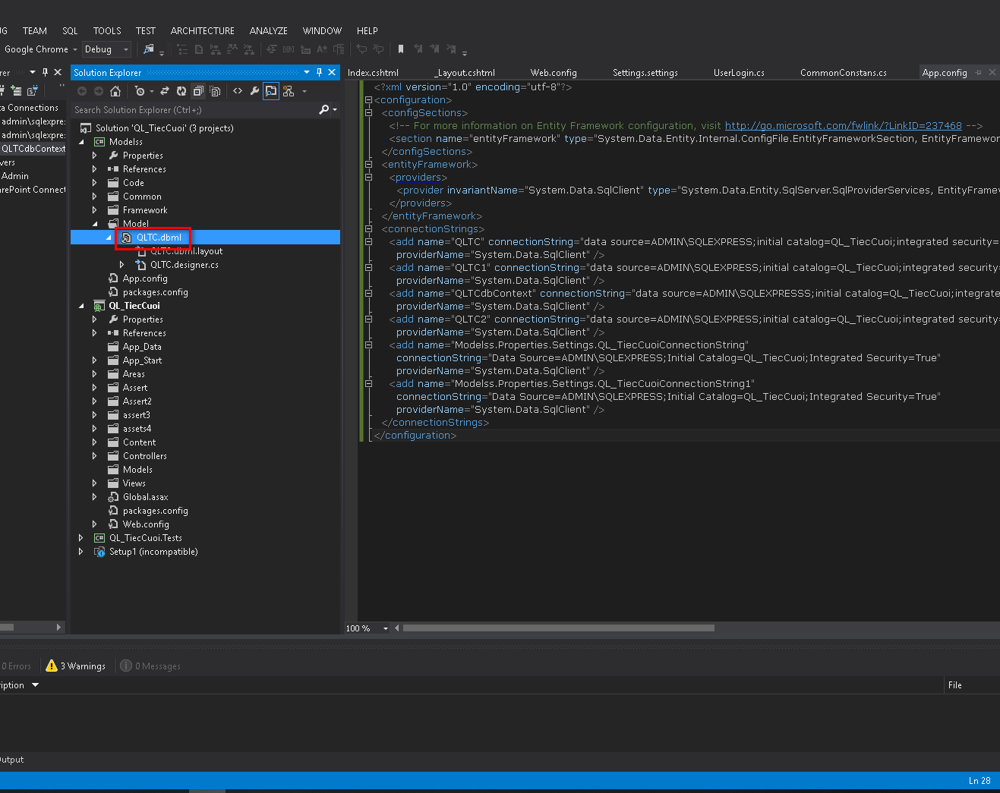 UG TEAM SQL TOOLS TEST ARCHITECTURE ANALYZE WINDOW HELP
Google Chrome Debug
rer
Solution Explorer
Index.cshtml _Layout.cshtml Web.config Settings.settings UserLogin.cs CommonConstans.cs App.config
ta Connections
admin\sqlexpre:
admin\sqlexpre:
QLTCdbContext
vers
Admin
arePoint Connect
Search Solution Explorer (Ctrl+;)
Solution 'QL_TiecCuoi' (3 projects)
C# Modelss
Properties
References
Code
Common
Framework
Model
QLTC.dbml
QLTC.dbml.layout
QLTC.designer.cs
App.config
packages.config
QL_TiecCuoi
Properties
References
App_Data
App_Start
Areas
Assert
Assert2
assert3
assets4
Content
Controllers
Models
Views
Global.asax
packages.config
Web.config
C# QL_TiecCuoi.Tests
Setup1 (incompatible)
<?xml version="1.0" encoding="utf-8"?>
<configuration>
<configSections>
<!-- For more information on Entity Framework configuration, visit http://go.microsoft.com/fwlink/?LinkID=237468 -->
<section name="entityFramework" type="System.Data.Entity.Internal.ConfigFile.EntityFrameworkSection, EntityFramewor
</configSections>
<entityFramework>
<providers>
<provider invariantName="System.Data.SqlClient" type="System.Data.Entity.SqlServer.SqlProviderServices, EntityFrame
</providers>
</entityFramework>
<connectionStrings>
<add name="QLTC" connectionString="data source=ADMIN\SQLEXPRESS;initial catalog=QL_TiecCuoi;integrated security=
providerName="System.Data.SqlClient" />
<add name="QLTC1" connectionString="data source=ADMIN\SQLEXPRESS;initial catalog=QL_TiecCuoi;integrated security
providerName="System.Data.SqlClient" />
<add name="QLTCdbContext" connectionString="data source=ADMIN\SQLEXPRESSS;initial catalog=QL_TiecCuoi;integrate
providerName="System.Data.SqlClient" />
<add name="QLTC2" connectionString="data source=ADMIN\SQLEXPRESS;initial catalog=QL_TiecCuoi;integrated security
providerName="System.Data.SqlClient" />
<add name="Modelss.Properties.Settings.QL_TiecCuoiConnectionString"
connectionString="Data Source=ADMIN\SQLEXPRESS;Initial Catalog=QL_TiecCuoi;Integrated Security=True"
providerName="System.Data.SqlClient" />
<add name="Modelss.Properties.Settings.QL_TiecCuoiConnectionString1"
connectionString="Data Source=ADMIN\SQLEXPRESS;Initial Catalog=QL_TiecCuoi;Integrated Security=True"
providerName="System.Data.SqlClient" />
</connectionStrings>
</configuration>
100 %
0 Errors 3 Warnings 0 Messages
iption File
Output
Ln 28